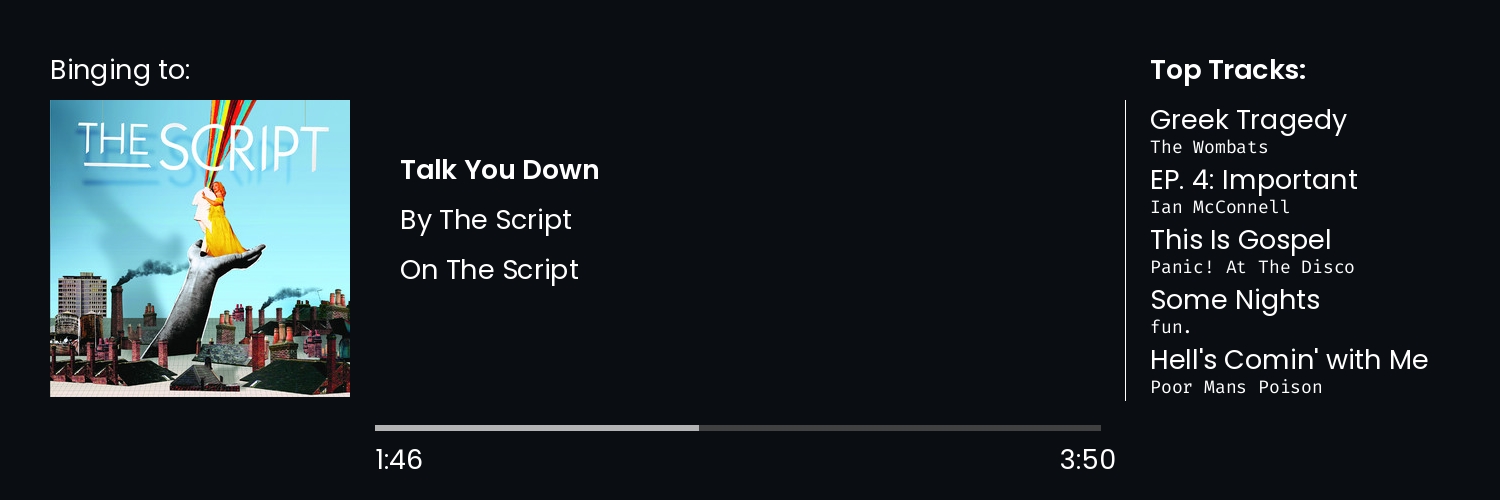 Binging to:
THE SCRIPT
Talk You Down
By The Script
On The Script
1:46
3:50
Top Tracks:
Greek Tragedy
The Wombats
EP. 4: Important
Ian McConnell
This Is Gospel
Panic! At The Disco
Some Nights
fun.
Hell's Comin' with Me
Poor Mans Poison